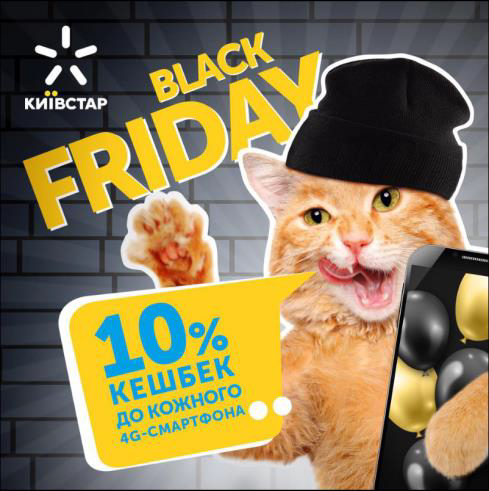 КИЇВСТАР
BLACK
FRIDAY
10%
КЕШБЕК
ДО КОЖНОГО
4G-СМАРТФОНА